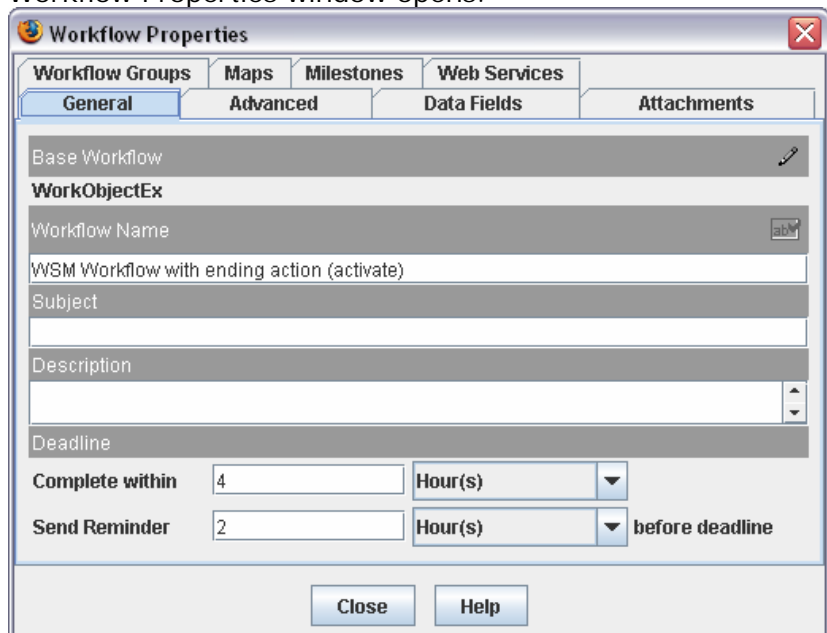 Workflow Properties window opens.
Workflow Properties
Workflow Groups Maps Milestones Web Services
General Advanced Data Fields Attachments
Base Workflow
WorkObjectEx
Workflow Name
WSM Workflow with ending action (activate)
Subject
Description
Deadline
Complete within 4 Hour(s)
Send Reminder 2 Hour(s) before deadline
Close Help